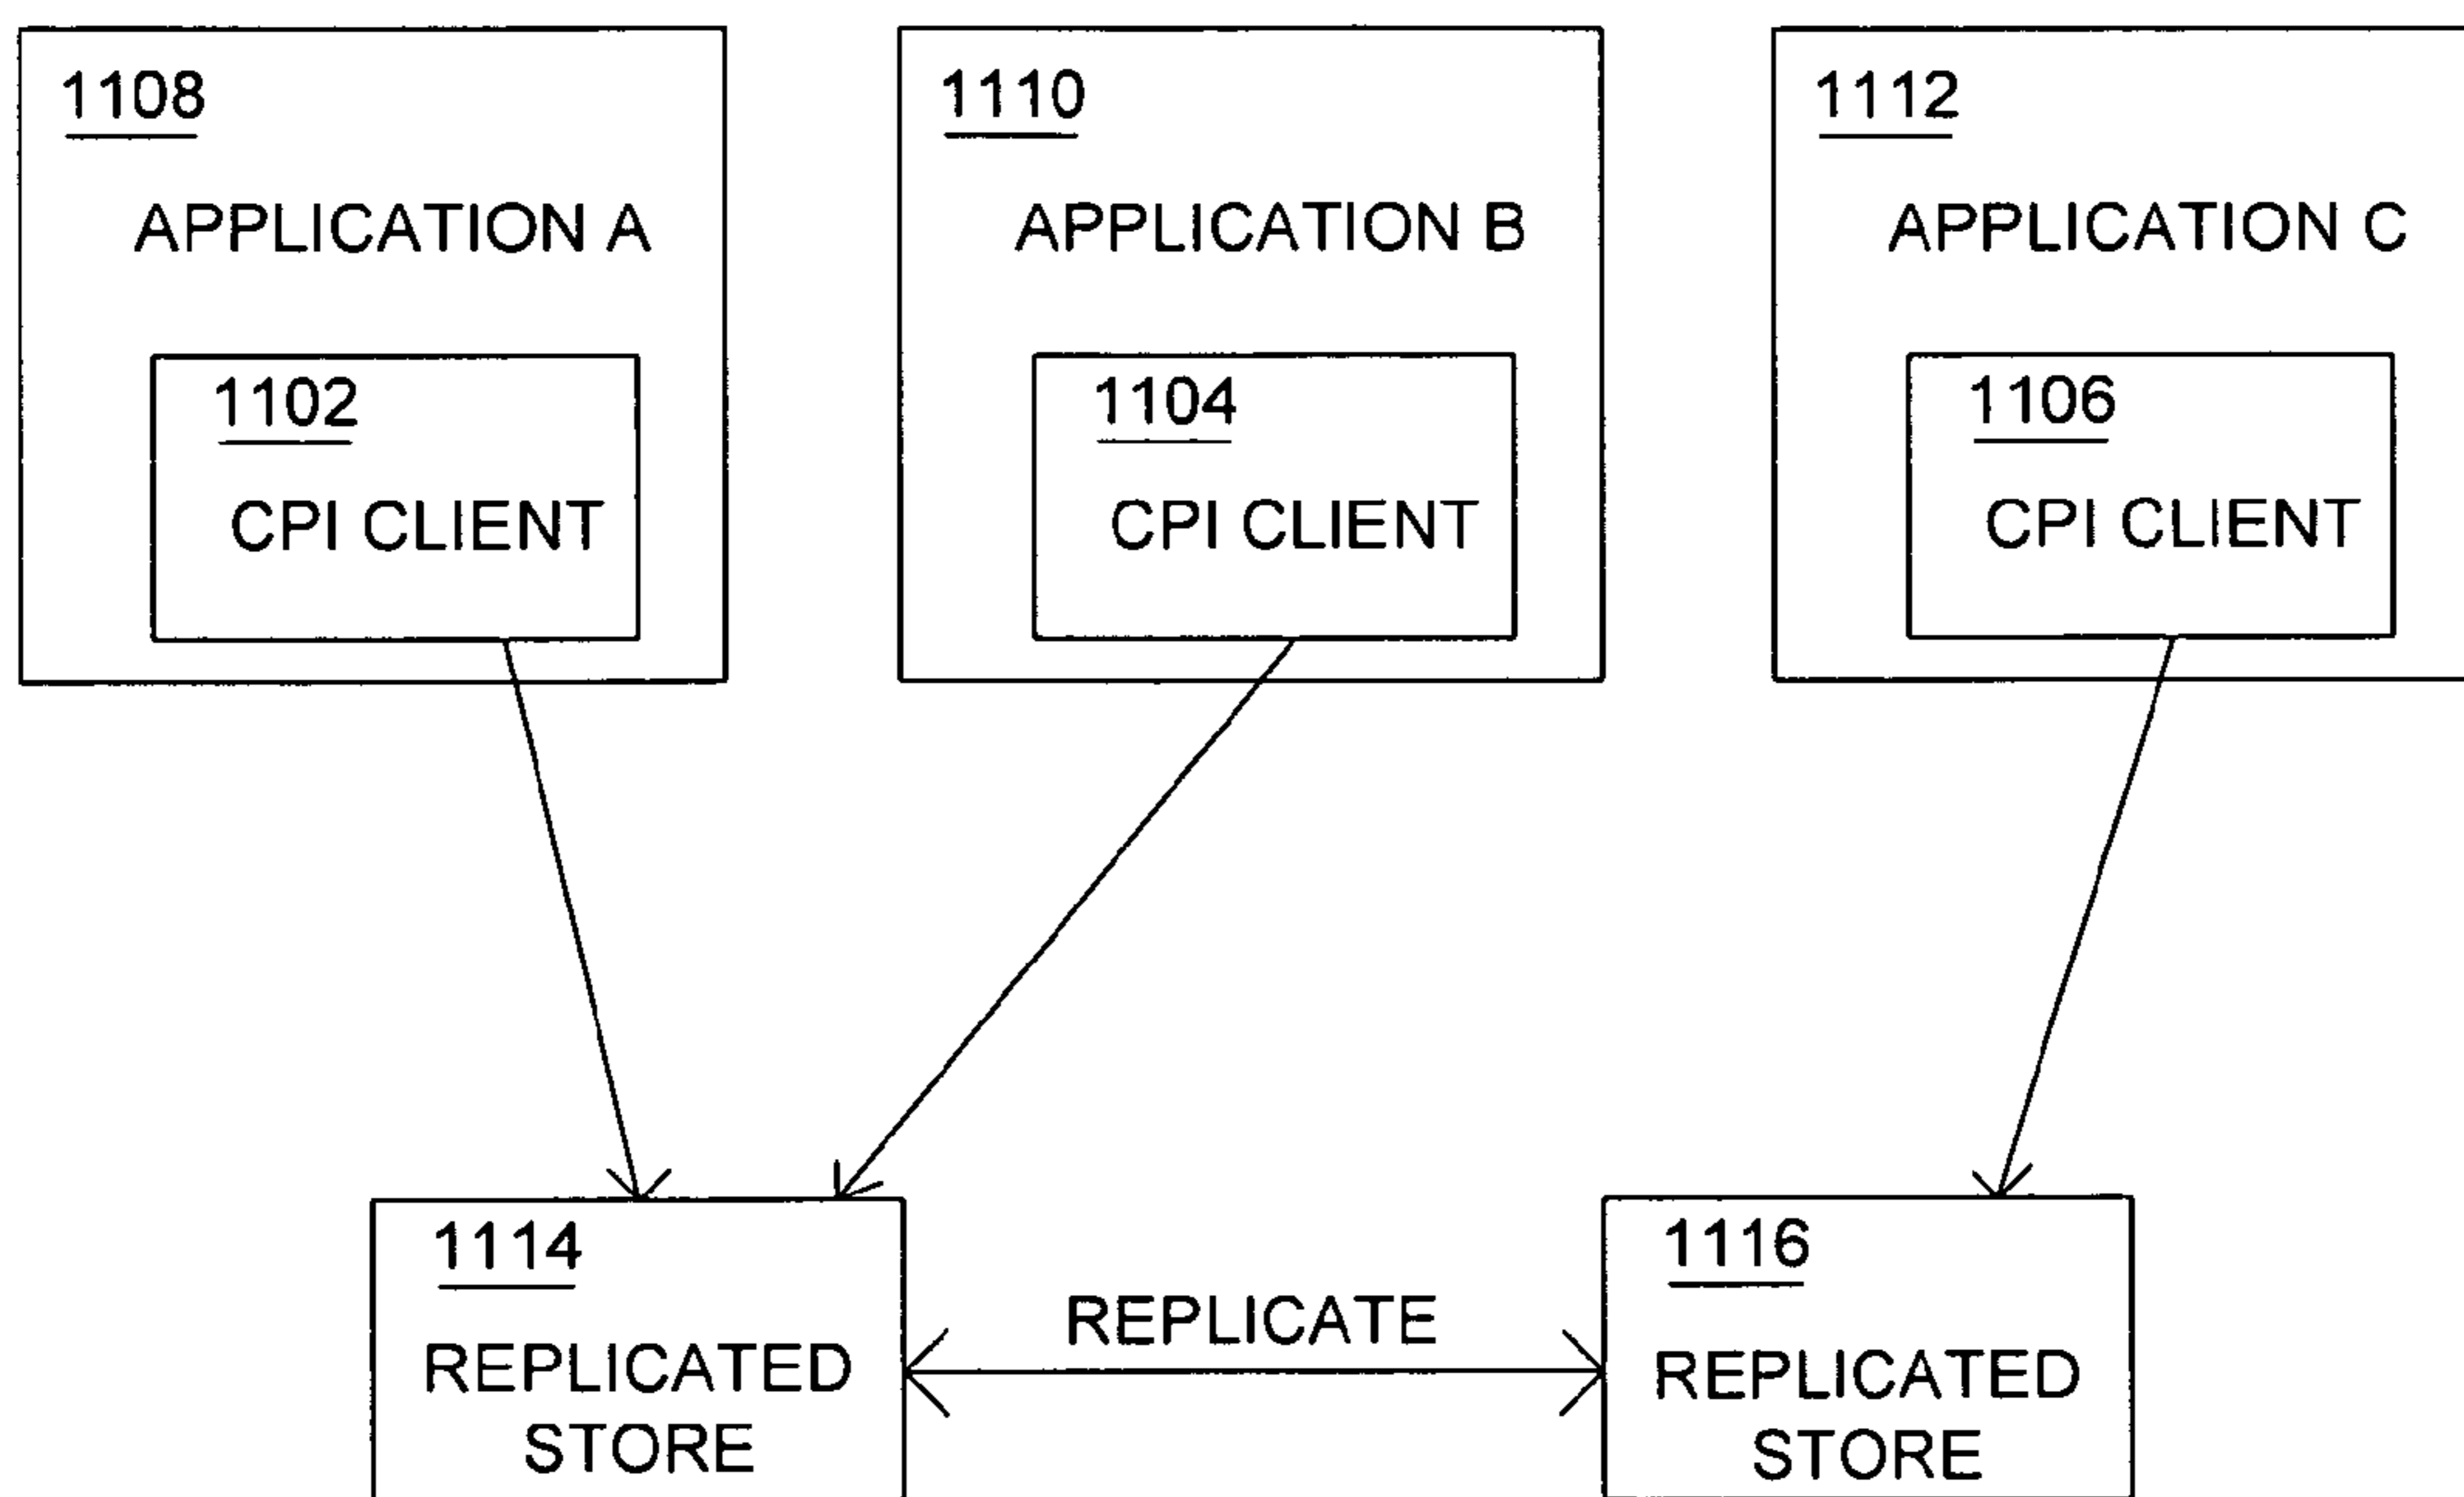 1108
APPLICATION A
1102
CPI CLIENT
1110
APPLICATION B
1104
CPI CLIENT
1112
APPLICATION C
1106
CPI CLIENT
1114
REPLICATED
STORE
REPLICATE
1116
REPLICATED
STORE